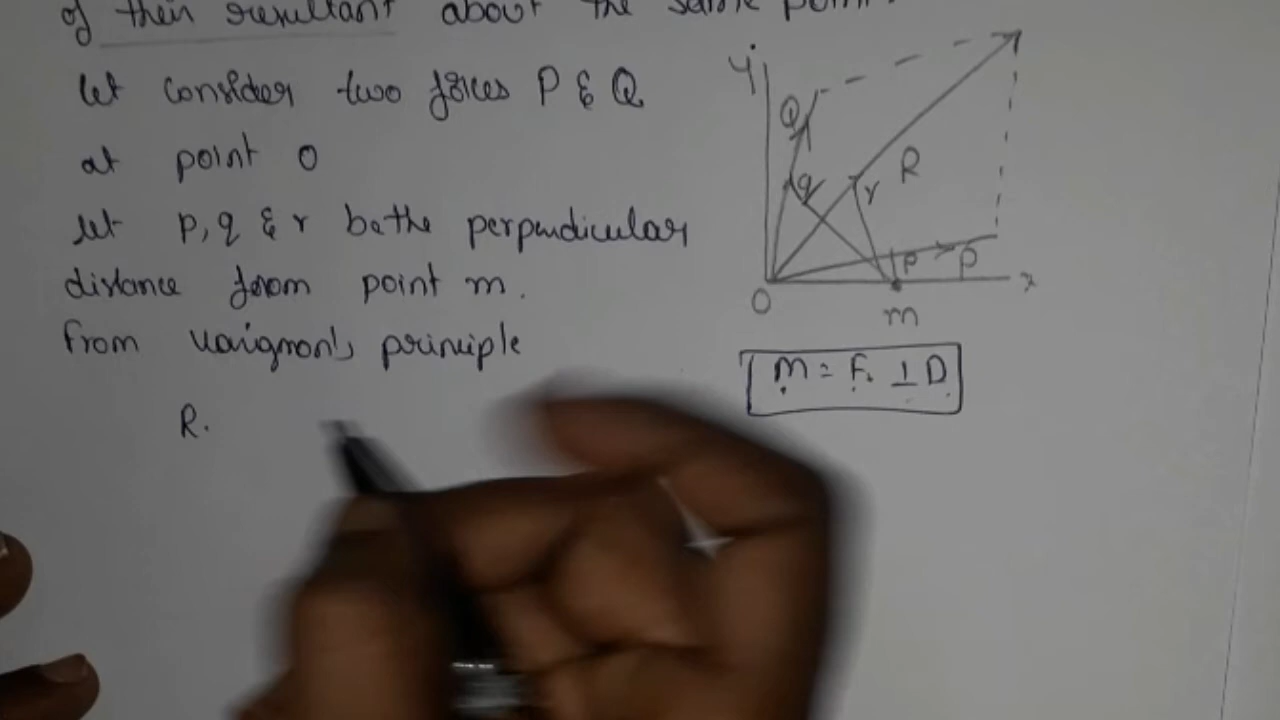 of their resultant about the same point.
let consider two forces P & Q
at point O
let p, q & r be the perpendicular
distance from point m.
From Varignon's prinuple
R.
y
Q
q
R
r
p
P
O
x
m
M = F. ⊥ D